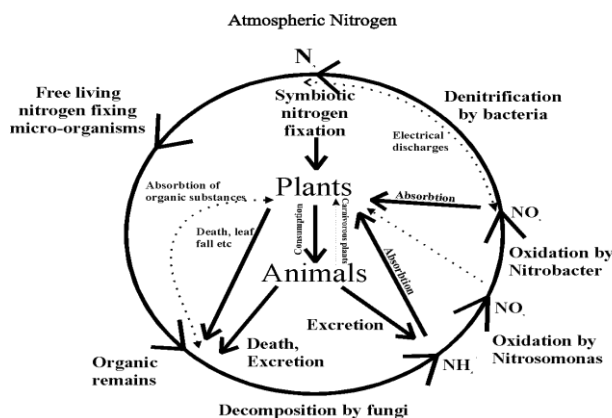 Atmospheric Nitrogen
N
Free living
nitrogen fixing
micro-organisms
Symbiotic
nitrogen
fixation
Denitrification
by bacteria
Electrical
discharges
Absorbtion of
organic substances
Plants
Absorbtion
NO
Death, leaf
fall etc
Consumption
Carnivorous plants
Absorbtion
Oxidation by
Nitrobacter
Animals
NO
Excretion
Oxidation by
Nitrosomonas
Organic
remains
Death,
Excretion
NH
Decomposition by fungi